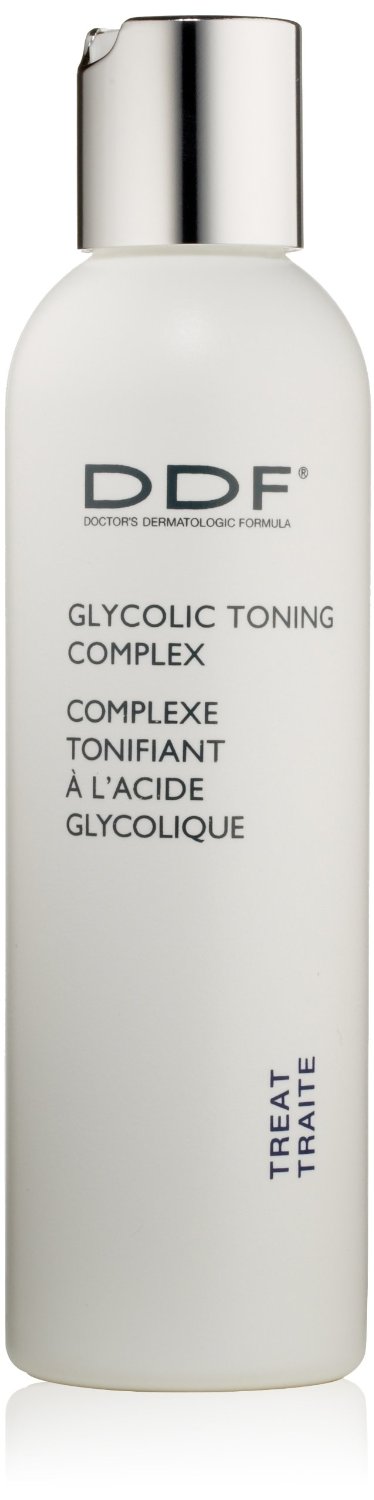 DDF®
DOCTOR'S DERMATOLOGIC FORMULA
GLYCOLIC TONING
COMPLEX
COMPLEXE
TONIFIANT
À L'ACIDE
GLYCOLIQUE
TREAT
TRAITE